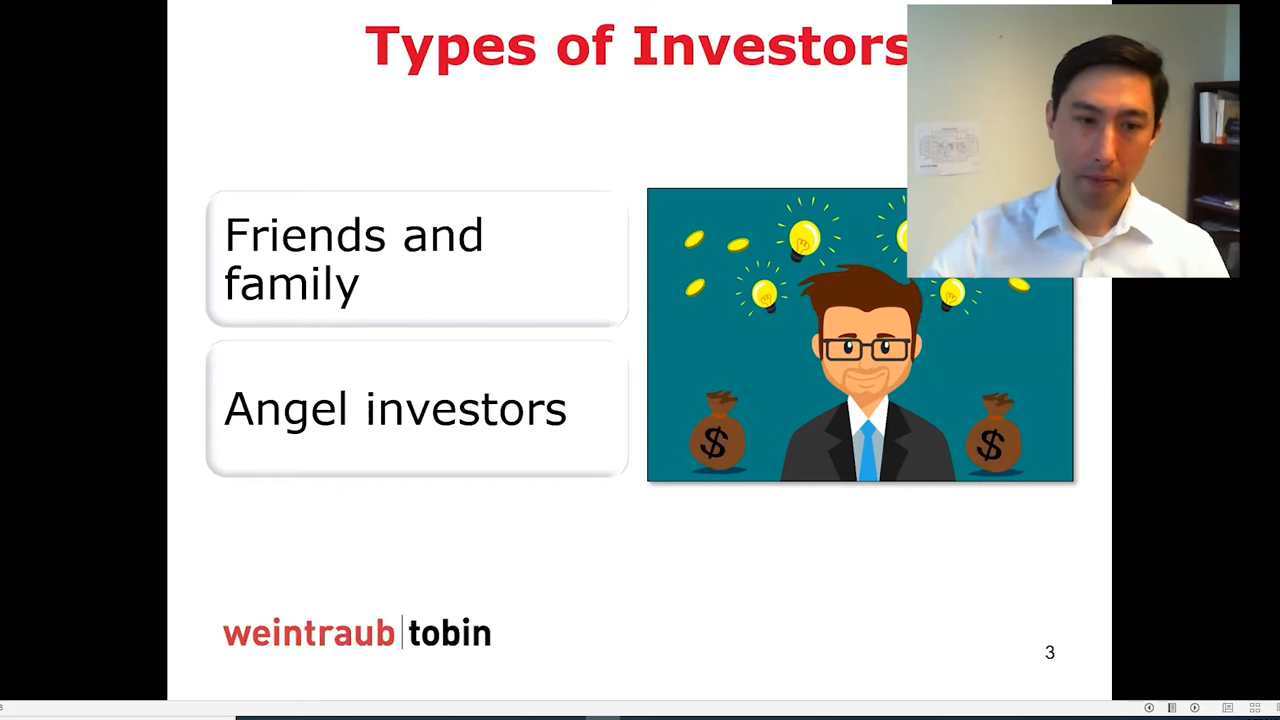 Types of Investors
Friends and
family
Angel investors
$
$
weintraub tobin
3